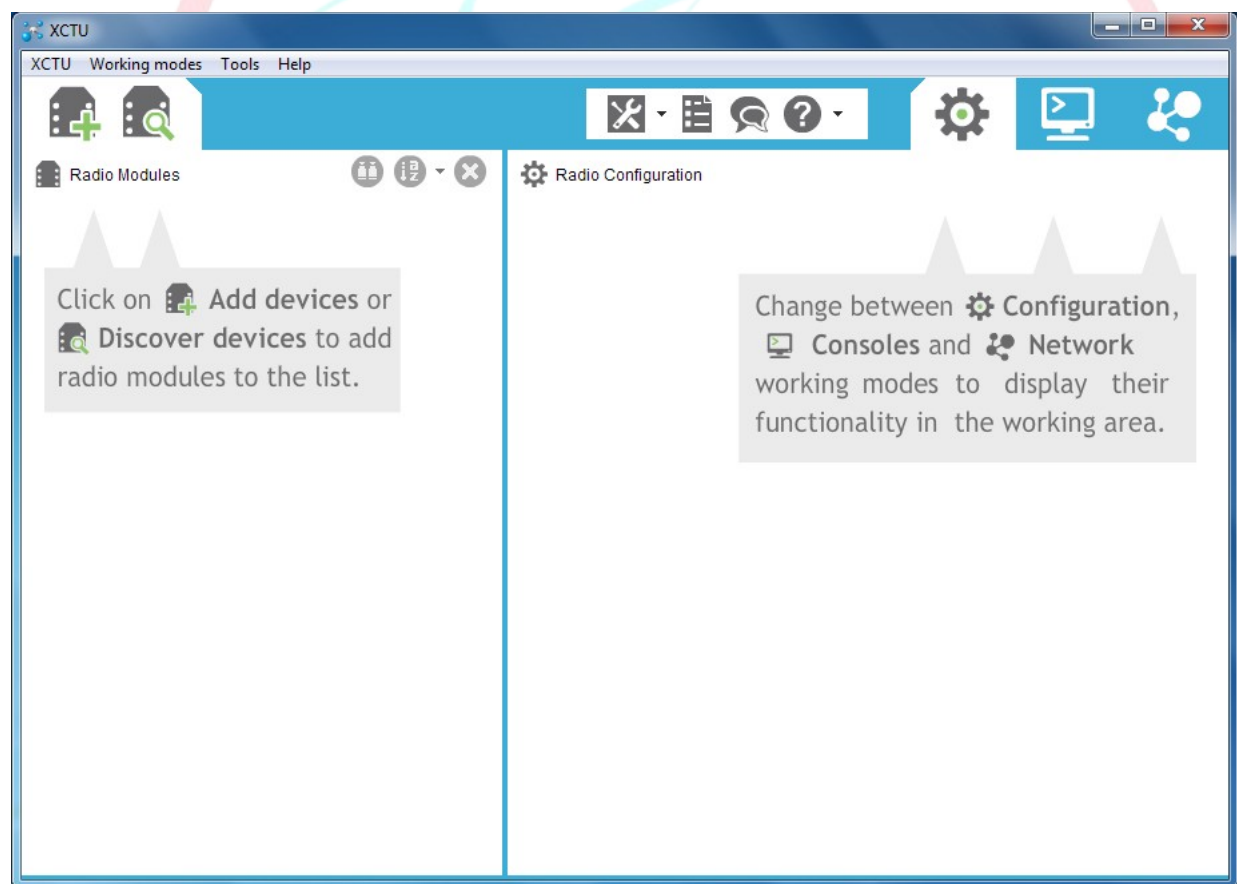 XCTU
XCTU Working modes Tools Help
Radio Modules
Radio Configuration
Click on Add devices or
Discover devices to add
radio modules to the list.
Change between Configuration,
Consoles and Network
working modes to display their
functionality in the working area.